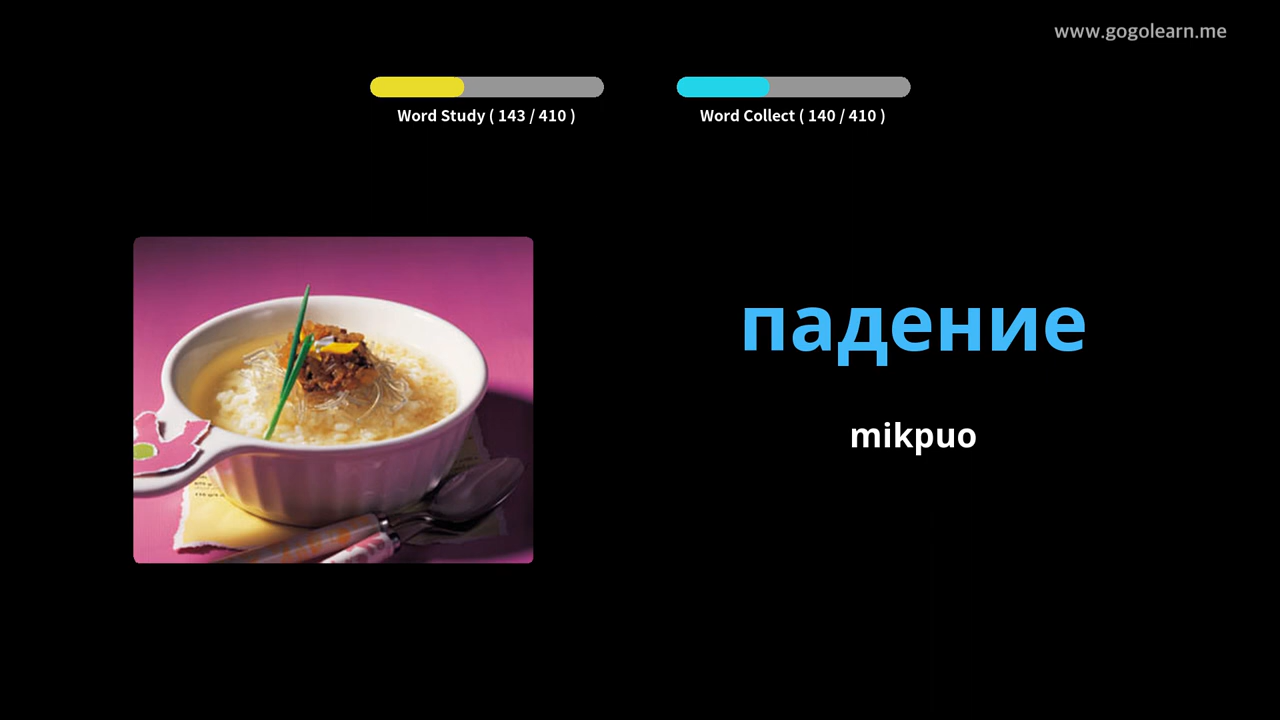 www.gogolearn.me
Word Study ( 143 / 410 )
Word Collect ( 140 / 410 )
падение
mikpuo